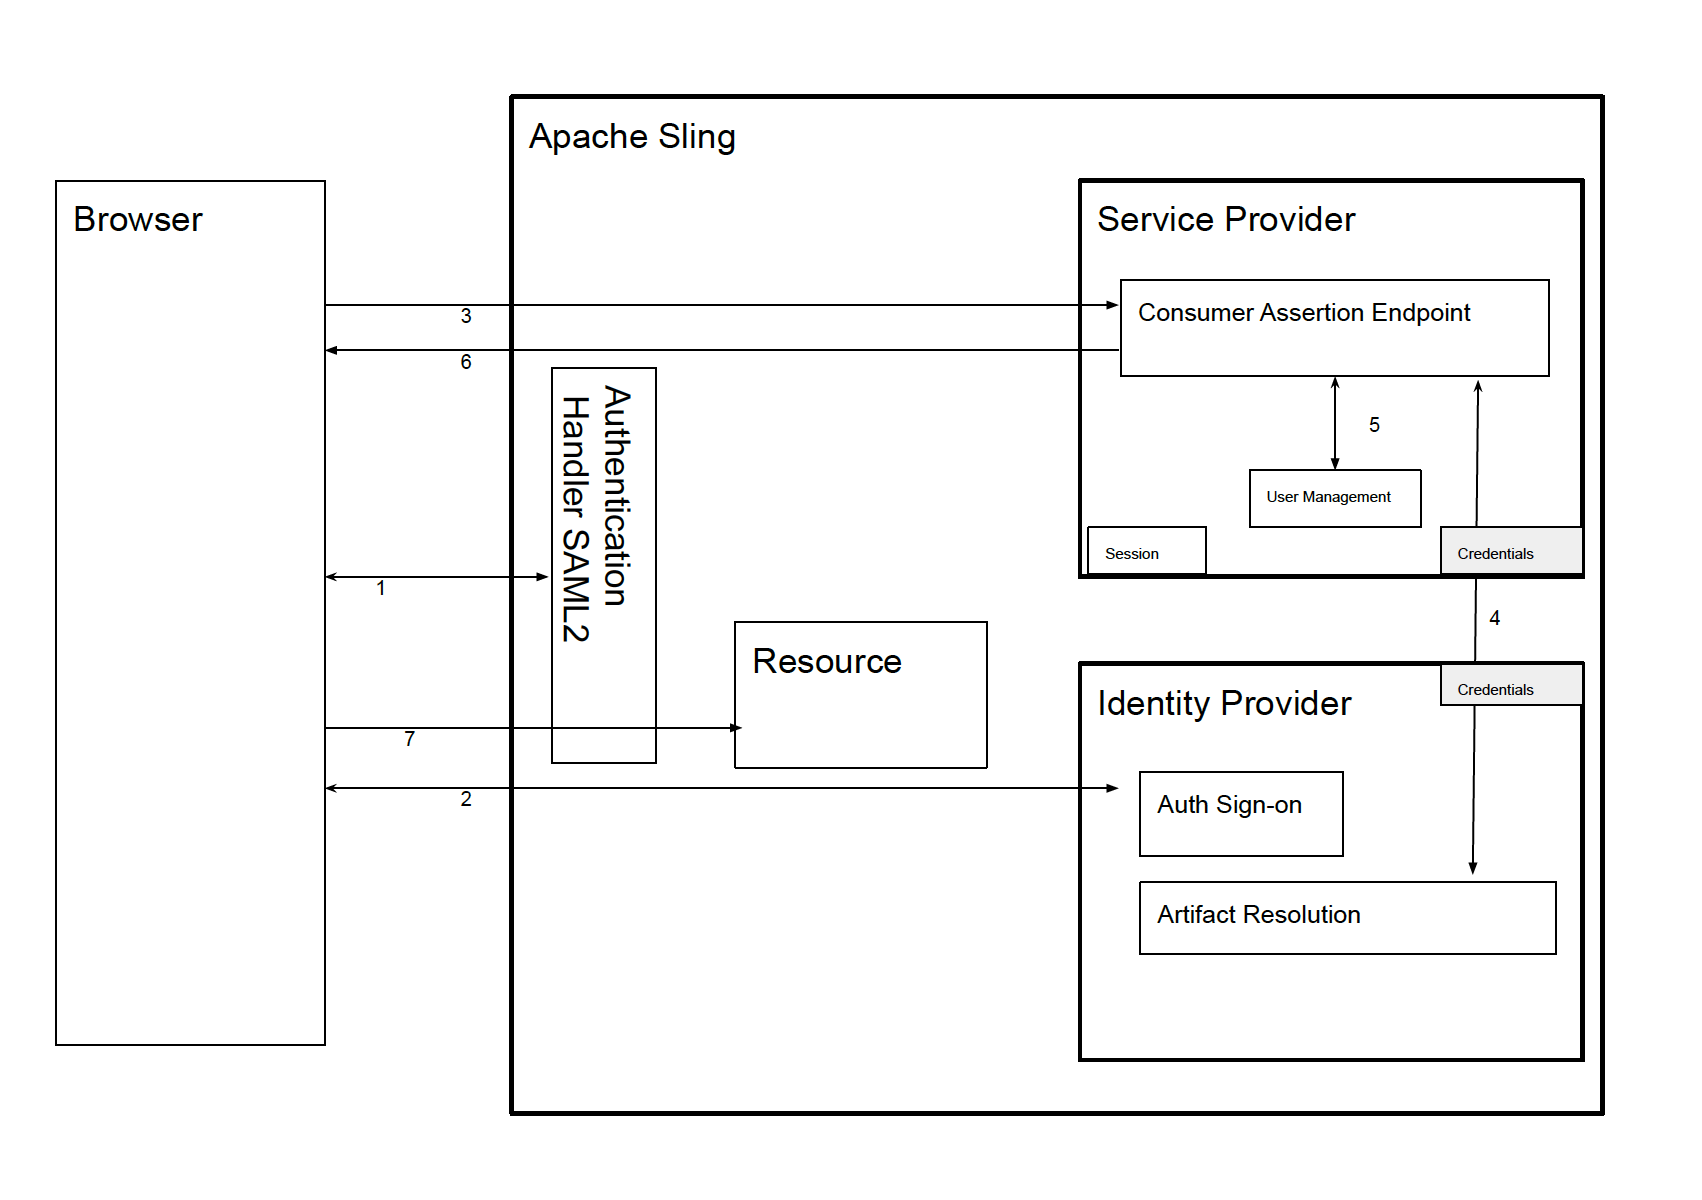 Apache Sling
Browser
Service Provider
Consumer Assertion Endpoint
3
6
Authentication
Handler SAML2
5
User Management
Session
Credentials
1
4
Resource
Credentials
Identity Provider
7
2
Auth Sign-on
Artifact Resolution